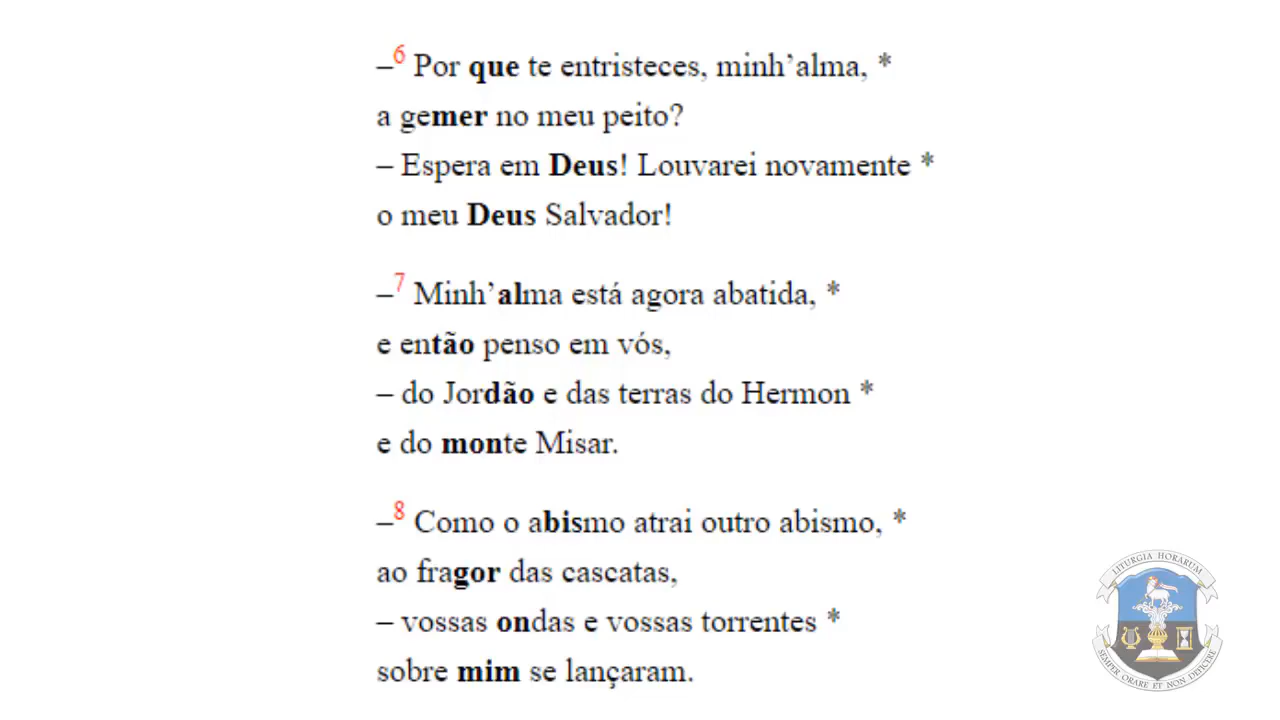 –6 Por que te entristeces, minh’alma, *
a gemer no meu peito?
– Espera em Deus! Louvarei novamente *
o meu Deus Salvador!
–7 Minh’alma está agora abatida, *
e então penso em vós,
– do Jordão e das terras do Hermon *
e do monte Misar.
–8 Como o abismo atrai outro abismo, *
ao fragor das cascatas,
– vossas ondas e vossas torrentes *
sobre mim se lançaram.
LITURGIA HORARUM
SEMPER ORARE ET NON DEFICERE